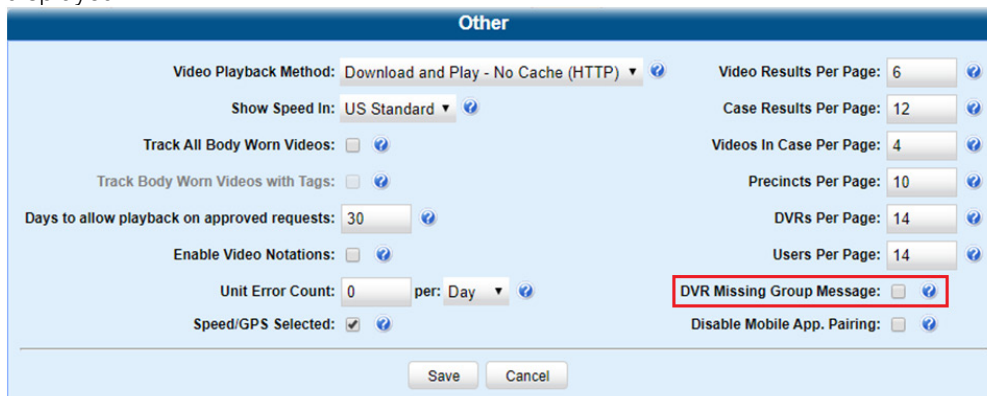 Other
Video Playback Method: Download and Play - No Cache (HTTP) Video Results Per Page: 6
Show Speed In: US Standard Case Results Per Page: 12
Track All Body Worn Videos: Videos In Case Per Page: 4
Track Body Worn Videos with Tags: Precincts Per Page: 10
Days to allow playback on approved requests: 30 DVRs Per Page: 14
Enable Video Notations: Users Per Page: 14
Unit Error Count: 0 per: Day DVR Missing Group Message:
Speed/GPS Selected: Disable Mobile App. Pairing:
Save Cancel